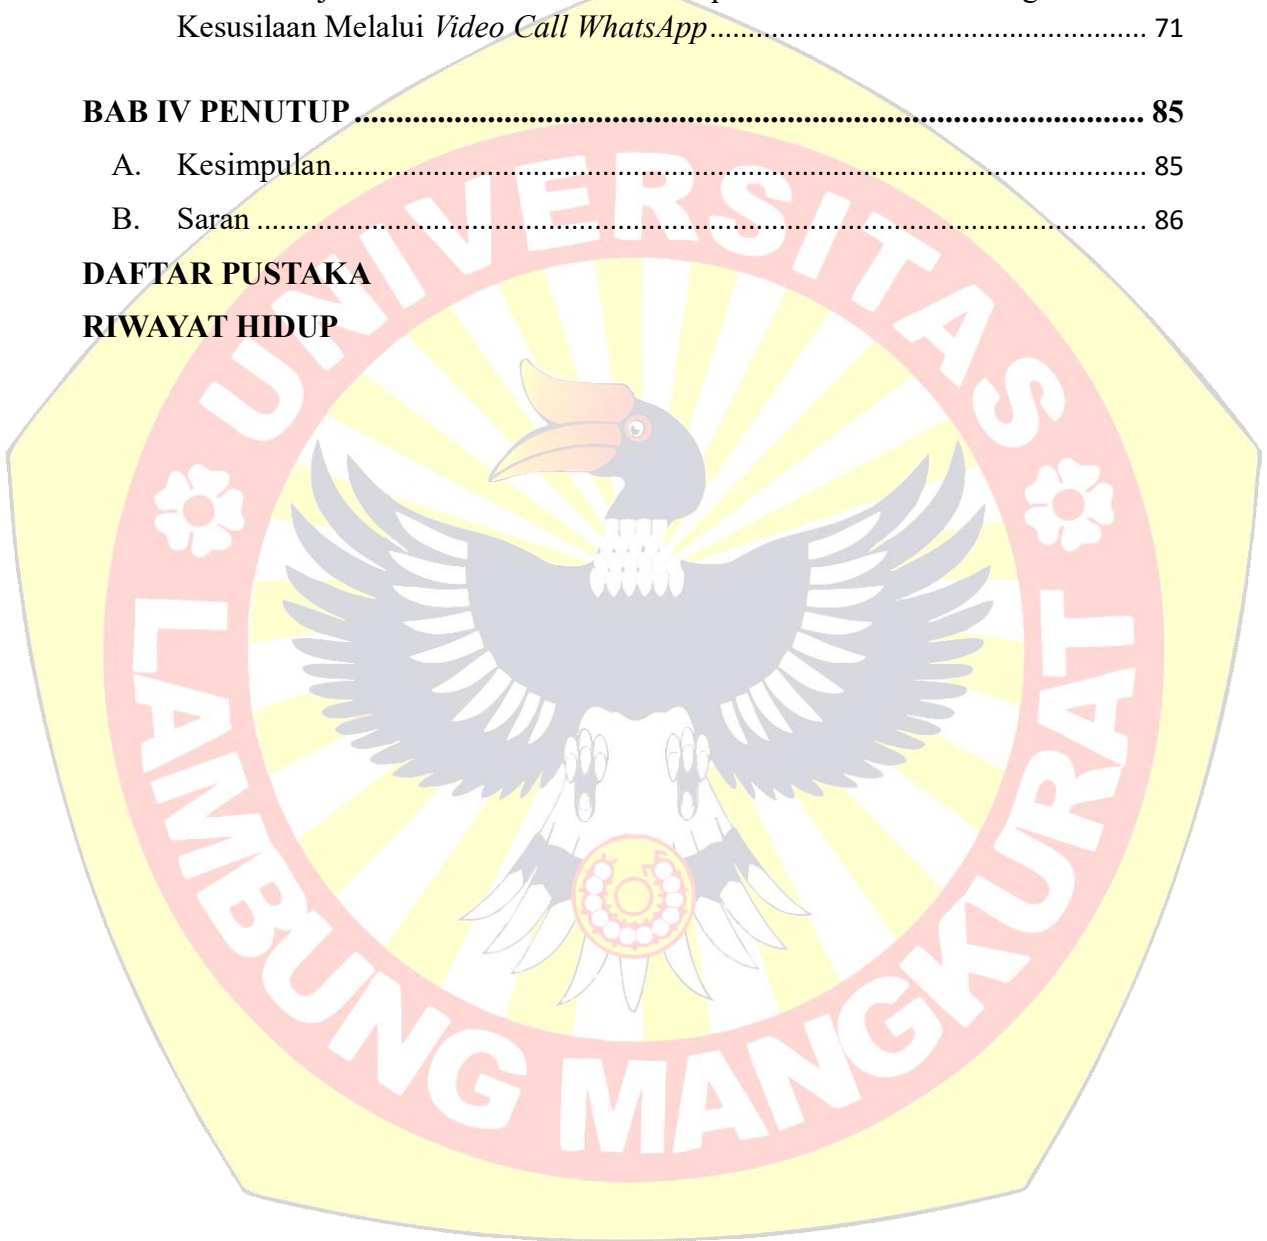 Kesusilaan Melalui Video Call WhatsApp........................................................ 71
BAB IV PENUTUP................................................................................................ 85
A. Kesimpulan.................................................................................................... 85
B. Saran ............................................................................................................. 86
DAFTAR PUSTAKA
RIWAYAT HIDUP
UNIVERSITAS
LAMBUNG MANGKURAT